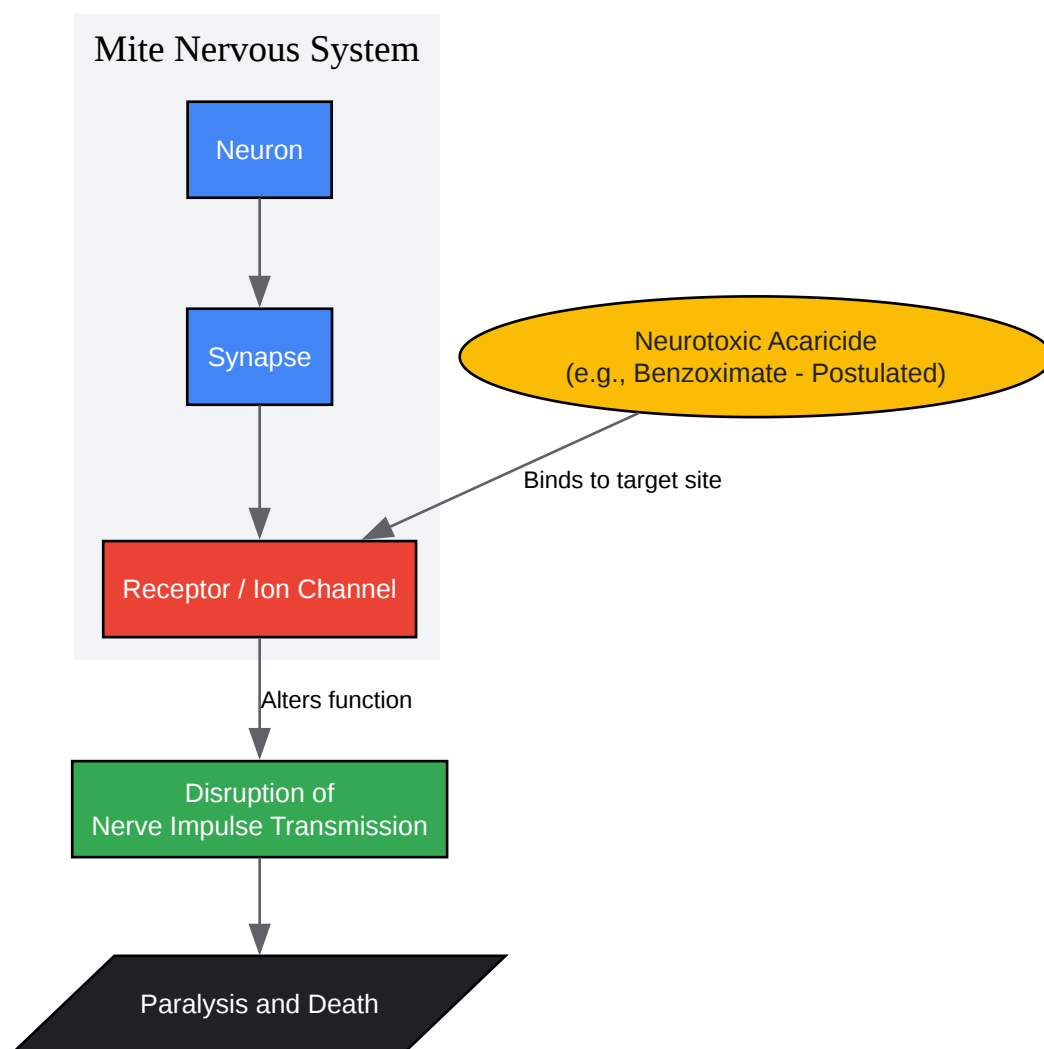 Mite Nervous System
Neuron
Synapse
Neurotoxic Acaricide
(e.g., Benzoximate - Postulated)
Binds to target site
Receptor / Ion Channel
Alters function
Disruption of
Nerve Impulse Transmission
Paralysis and Death